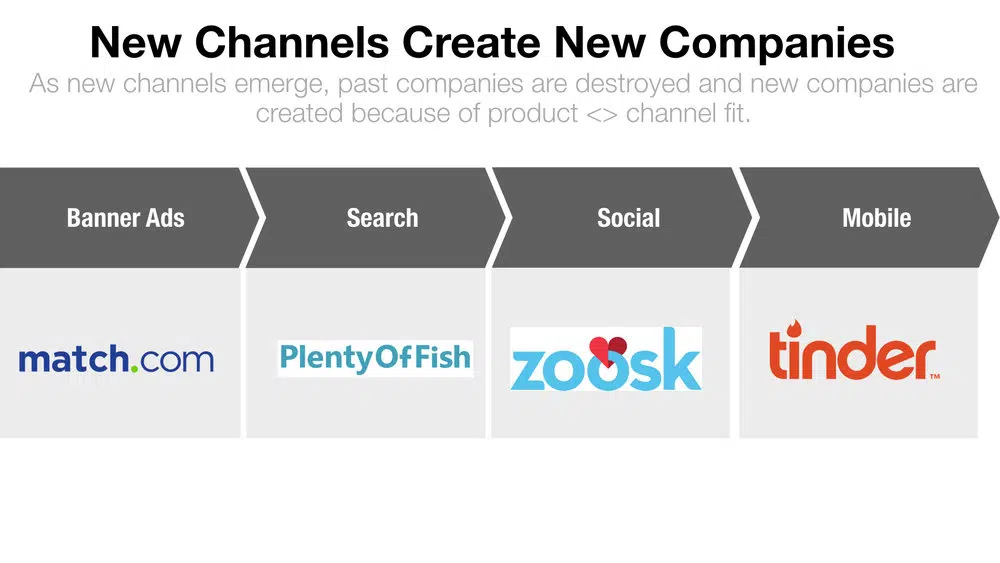 New Channels Create New Companies
As new channels emerge, past companies are destroyed and new companies are
created because of product <> channel fit.
Banner Ads
Search
Social
Mobile
match.com
PlentyOfFish
zoosk
tinder™